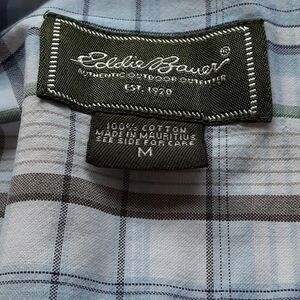 Eddie Bauer®
AUTHENTIC OUTDOOR OUTFITTER
EST. 1920
100% COTTON
MADE IN MAURITIUS
SEE SIDE FOR CARE
M